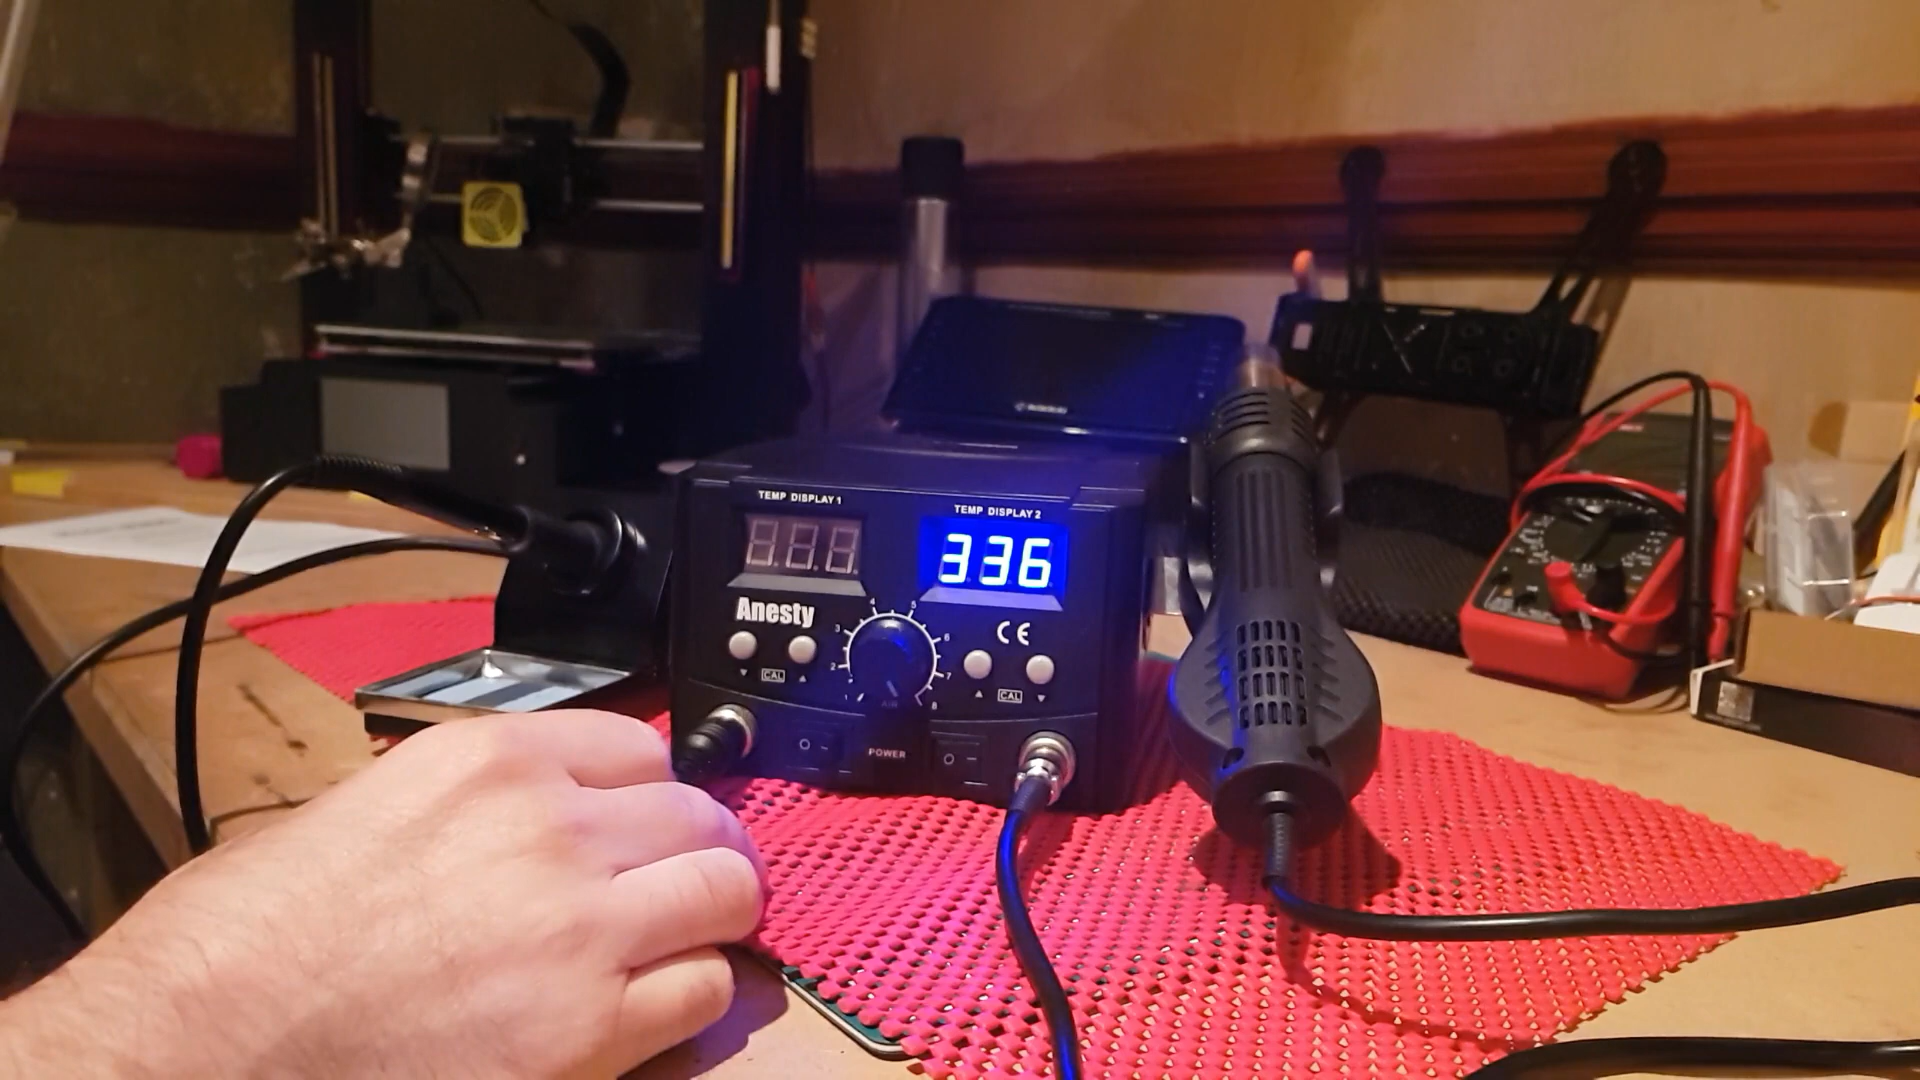 TEMP DISPLAY 1
TEMP DISPLAY 2
336
Anesty
CE
4
5
3
6
2
7
1
8
AIR
CAL
CAL
POWER
O –
O –